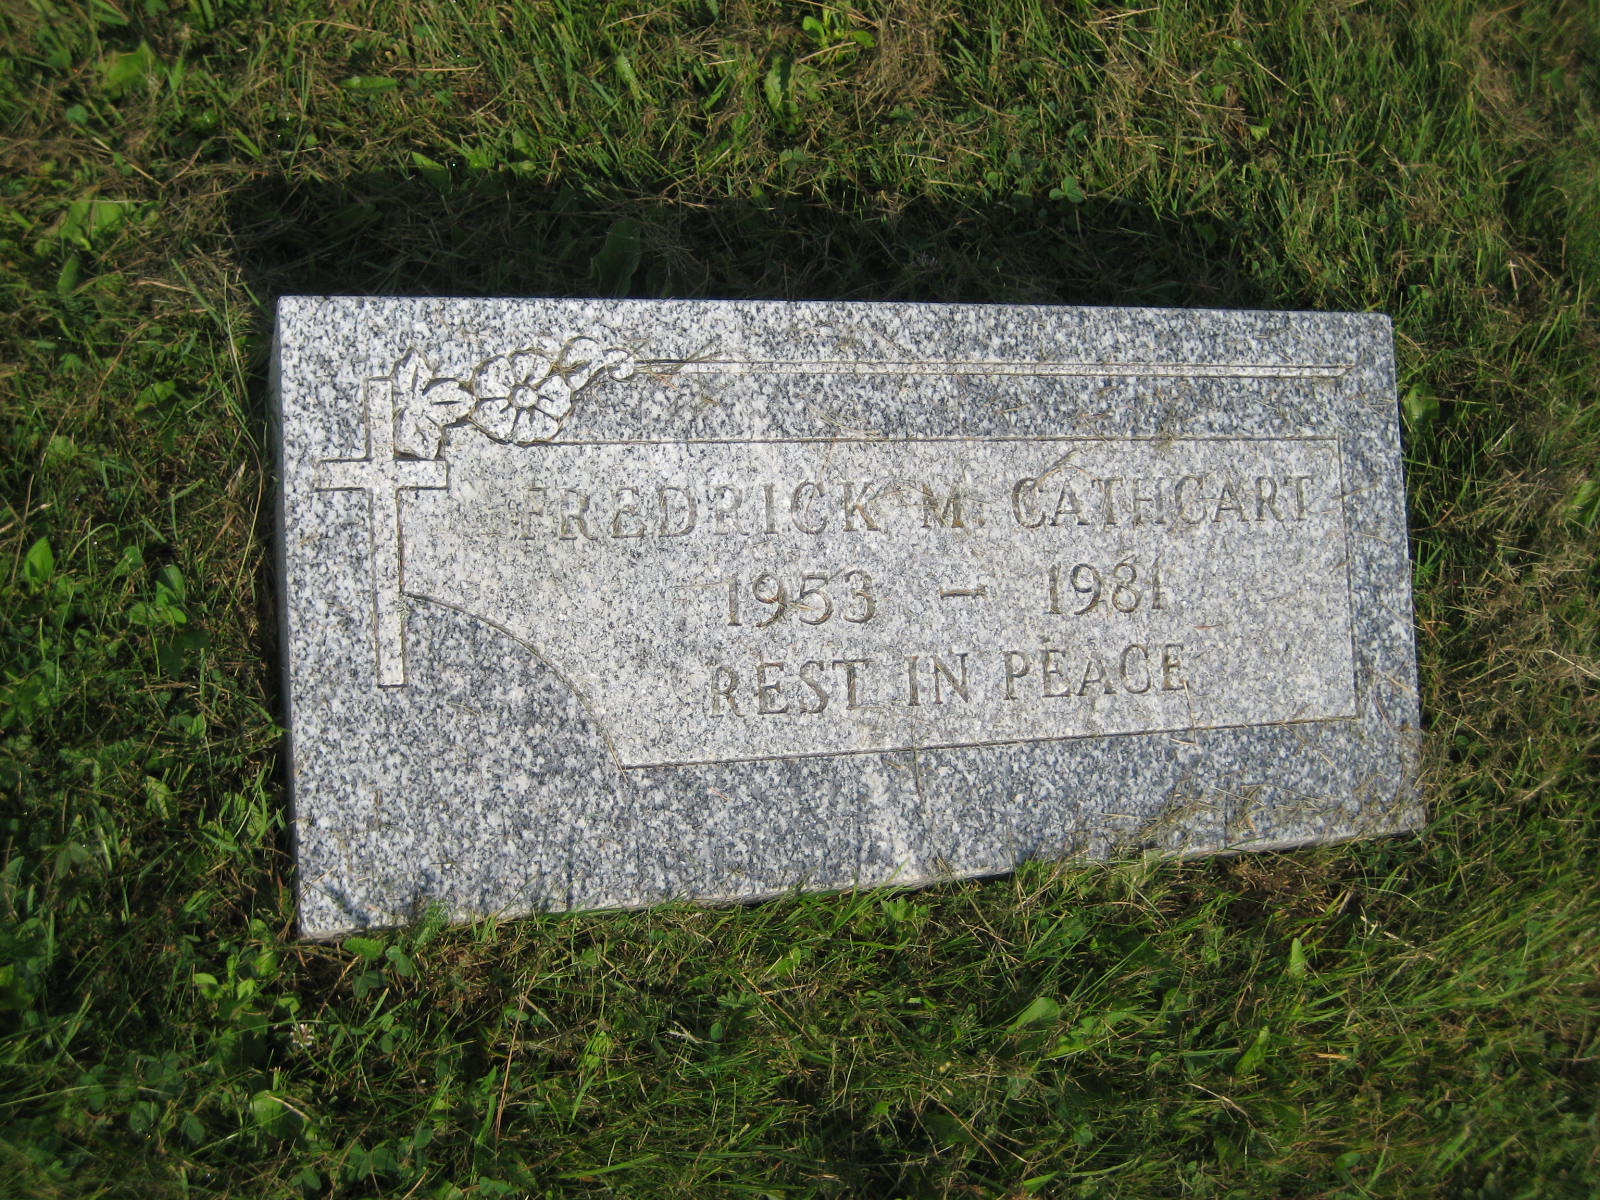 FREDRICK M. CATHCART
1953 – 1981
REST IN PEACE